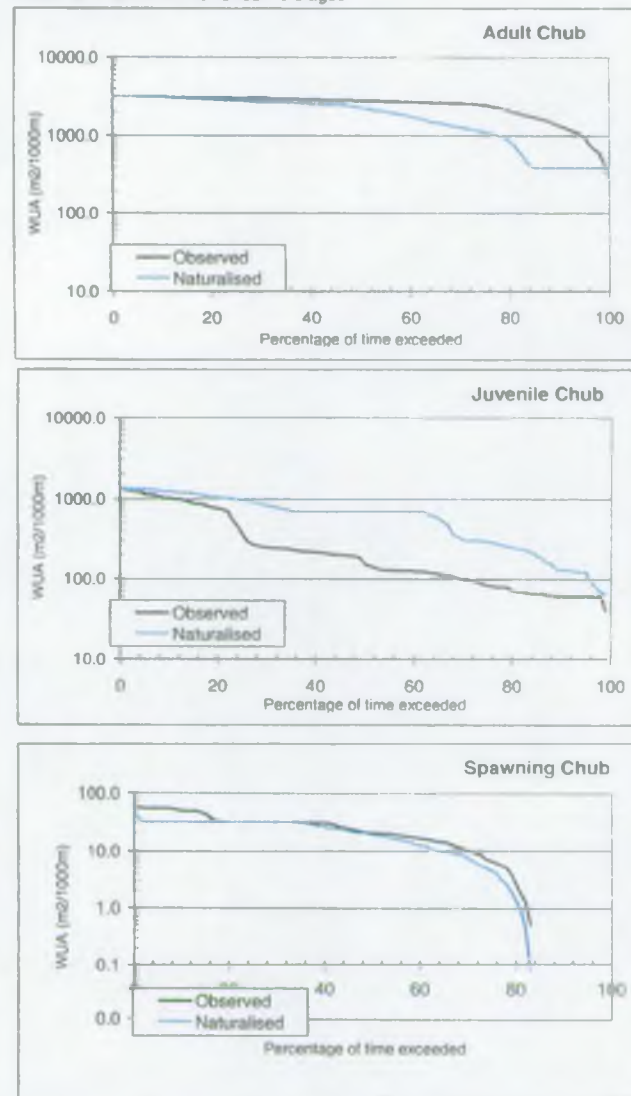 Adult Chub
10000.0
1000.0
100.0
10.0
WUA (m2/1000m)
Observed
Naturalised
0 20 40 60 80 100
Percentage of time exceeded
Juvenile Chub
10000.0
1000.0
100.0
10.0
WUA (m2/1000m)
Observed
Naturalised
0 20 40 60 80 100
Percentage of time exceeded
Spawning Chub
100.0
10.0
1.0
0.1
0.0
WUA (m2/1000m)
40 60 80 100
Observed
Naturalised
Percentage of time exceeded